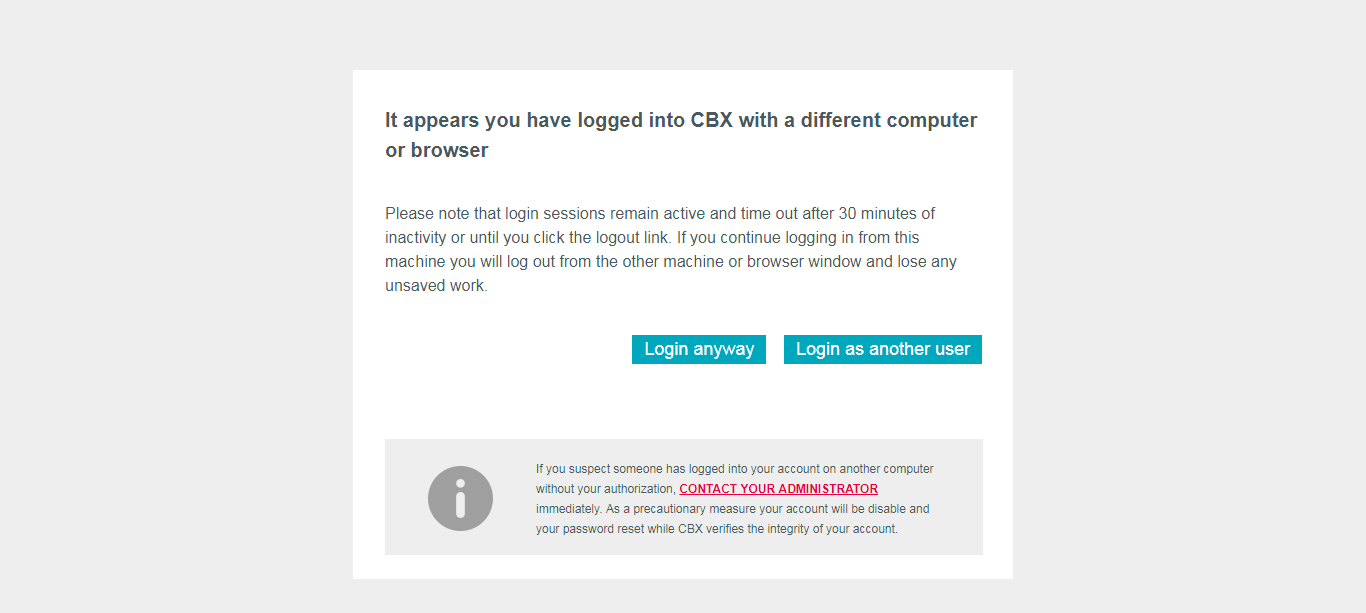 It appears you have logged into CBX with a different computer
or browser
Please note that login sessions remain active and time out after 30 minutes of
inactivity or until you click the logout link. If you continue logging in from this
machine you will log out from the other machine or browser window and lose any
unsaved work.
Login anyway
Login as another user
If you suspect someone has logged into your account on another computer
without your authorization, CONTACT YOUR ADMINISTRATOR
immediately. As a precautionary measure your account will be disable and
your password reset while CBX verifies the integrity of your account.